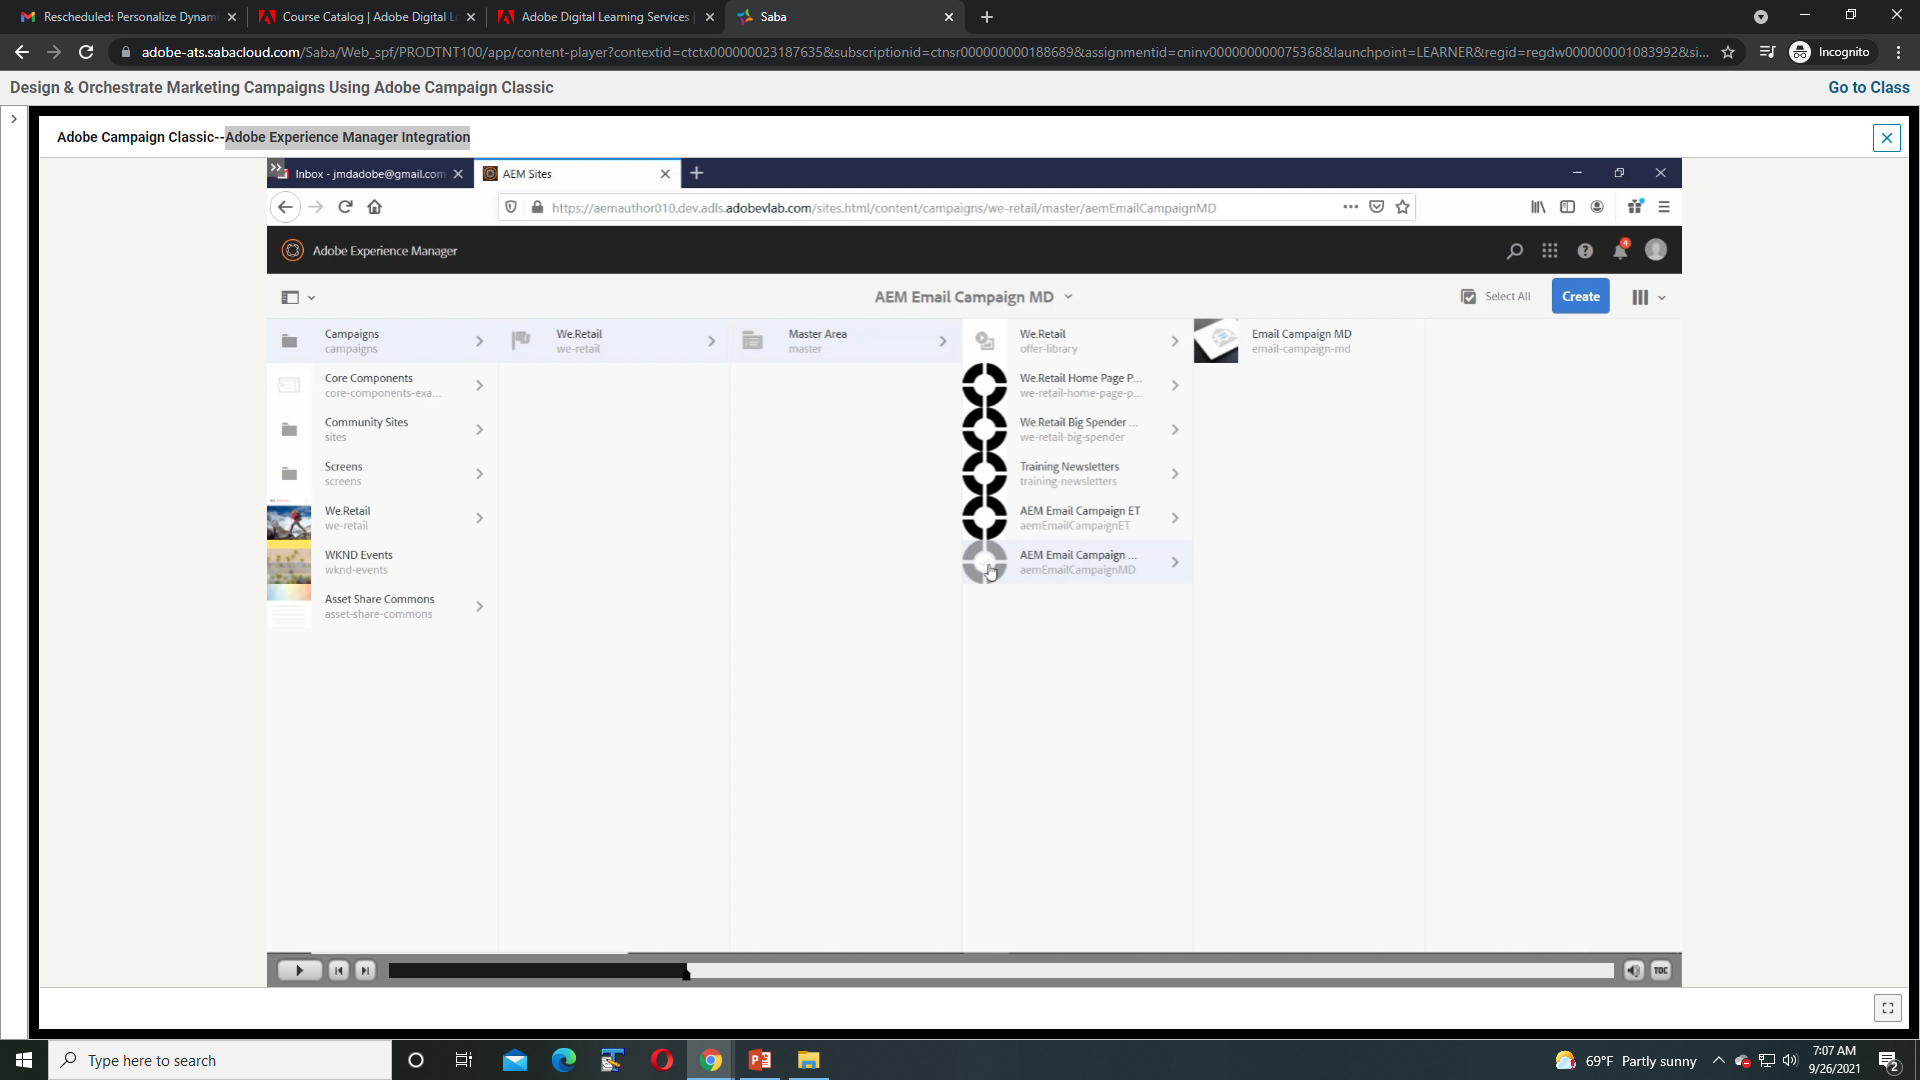 Rescheduled: Personalize Dynam
Course Catalog | Adobe Digital L
Adobe Digital Learning Services |
Saba
adobe-ats.sabacloud.com/Saba/Web_spf/PRODTNT100/app/content-player?contextid=ctctx000000023187635&subscriptionid=ctnsr0000000000188689&assignmentid=cninv000000000075368&launchpoint=LEARNER&regid=regdw000000001083992&si...
Incognito
Design & Orchestrate Marketing Campaigns Using Adobe Campaign Classic
Go to Class
Adobe Campaign Classic--Adobe Experience Manager Integration
Inbox - jmdadobe@gmail.com
AEM Sites
https://aemauthor010.dev.adls.adobevlab.com/sites.html/content/campaigns/we-retail/master/aemEmailCampaignMD
Adobe Experience Manager
4
AEM Email Campaign MD
Select All
Create
Campaigns
campaigns
Core Components
core-components-exa...
Community Sites
sites
Screens
screens
We.Retail
we-retail
WKND Events
wknd-events
Asset Share Commons
asset-share-commons
We.Retail
we-retail
Master Area
master
We.Retail
offer-library
We.Retail Home Page P...
we-retail-home-page-p...
We.Retail Big Spender ...
we-retail-big-spender
Training Newsletters
training-newsletters
AEM Email Campaign ET
aemEmailCampaignET
AEM Email Campaign ...
aemEmailCampaignMD
Email Campaign MD
email-campaign-md
TOC
Type here to search
69°F Partly sunny
7:07 AM
9/26/2021
2